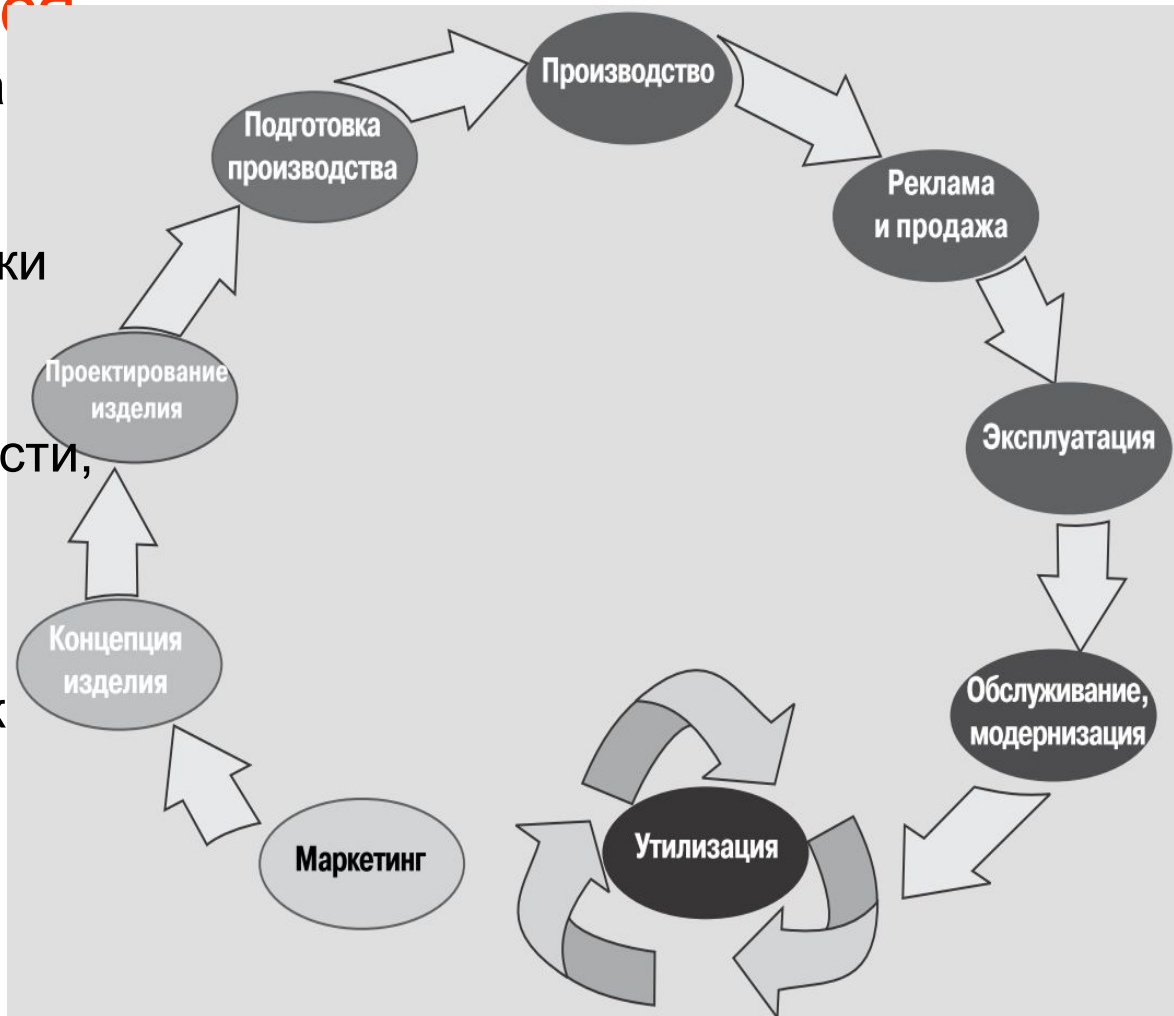 Производство
Подготовка
производства
Реклама
и продажа
Проектирование
изделия
Эксплуатация
Концепция
изделия
Обслуживание,
модернизация
Утилизация
Маркетинг